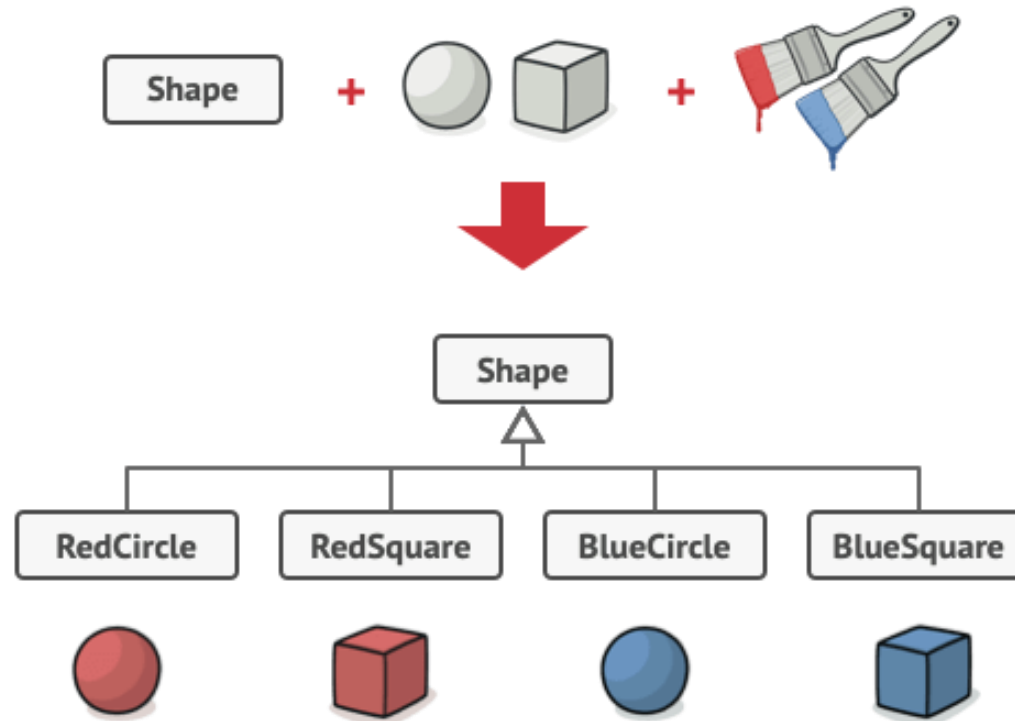 Shape
+
+
Shape
RedCircle
RedSquare
BlueCircle
BlueSquare